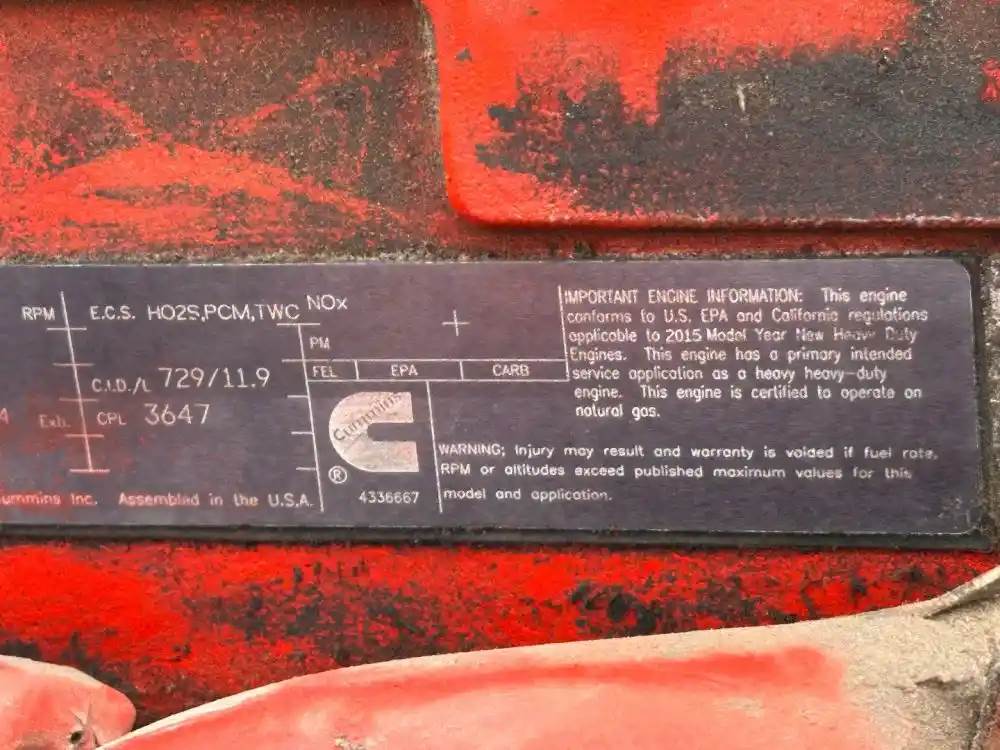 RPM E.C.S. HO2S,PCM,TWC NOx
PM
FEL EPA CARB
C.I.D./L 729/11.9
4 Exh. CPL 3647
ummins Inc. Assembled in the U.S.A.
Cummins
®
4336667
IMPORTANT ENGINE INFORMATION: This engine
conforms to U.S. EPA and California regulations
applicable to 2015 Model Year New Heavy Duty
Engines. This engine has a primary intended
service application as a heavy heavy-duty
engine. This engine is certified to operate on
natural gas.
WARNING; Injury may result and warranty is voided if fuel rate,
RPM or altitudes exceed published maximum values for this
model and application.